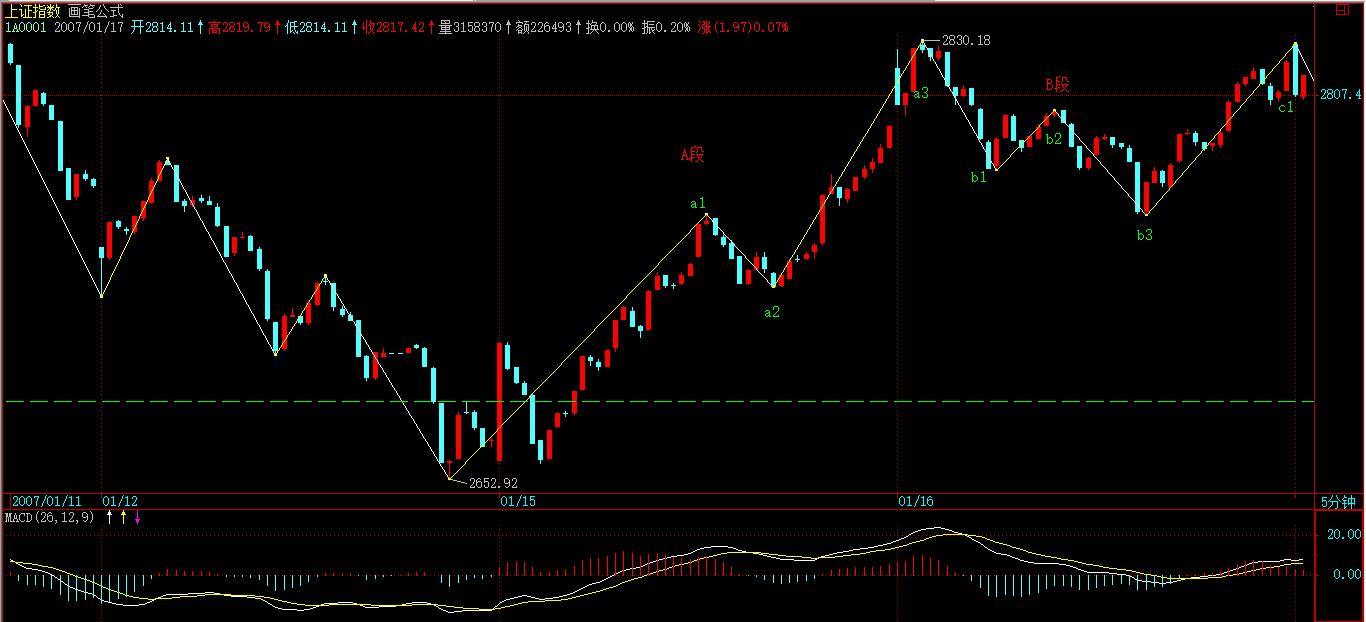 上证指数 画笔公式
1A0001 2007/01/17 开2814.11↑高2819.79↑低2814.11↑收2817.42↑量3158370↑额226493↑换0.00% 振0.20% 涨(1.97)0.07%
2830.18
B段
a3
2807.4
c1
b2
A段
b1
a1
b3
a2
2652.92
2007/01/11 01/12 01/15 01/16 5分钟
MACD(26,12,9) ↑ ↑ ↓
20.00
0.00